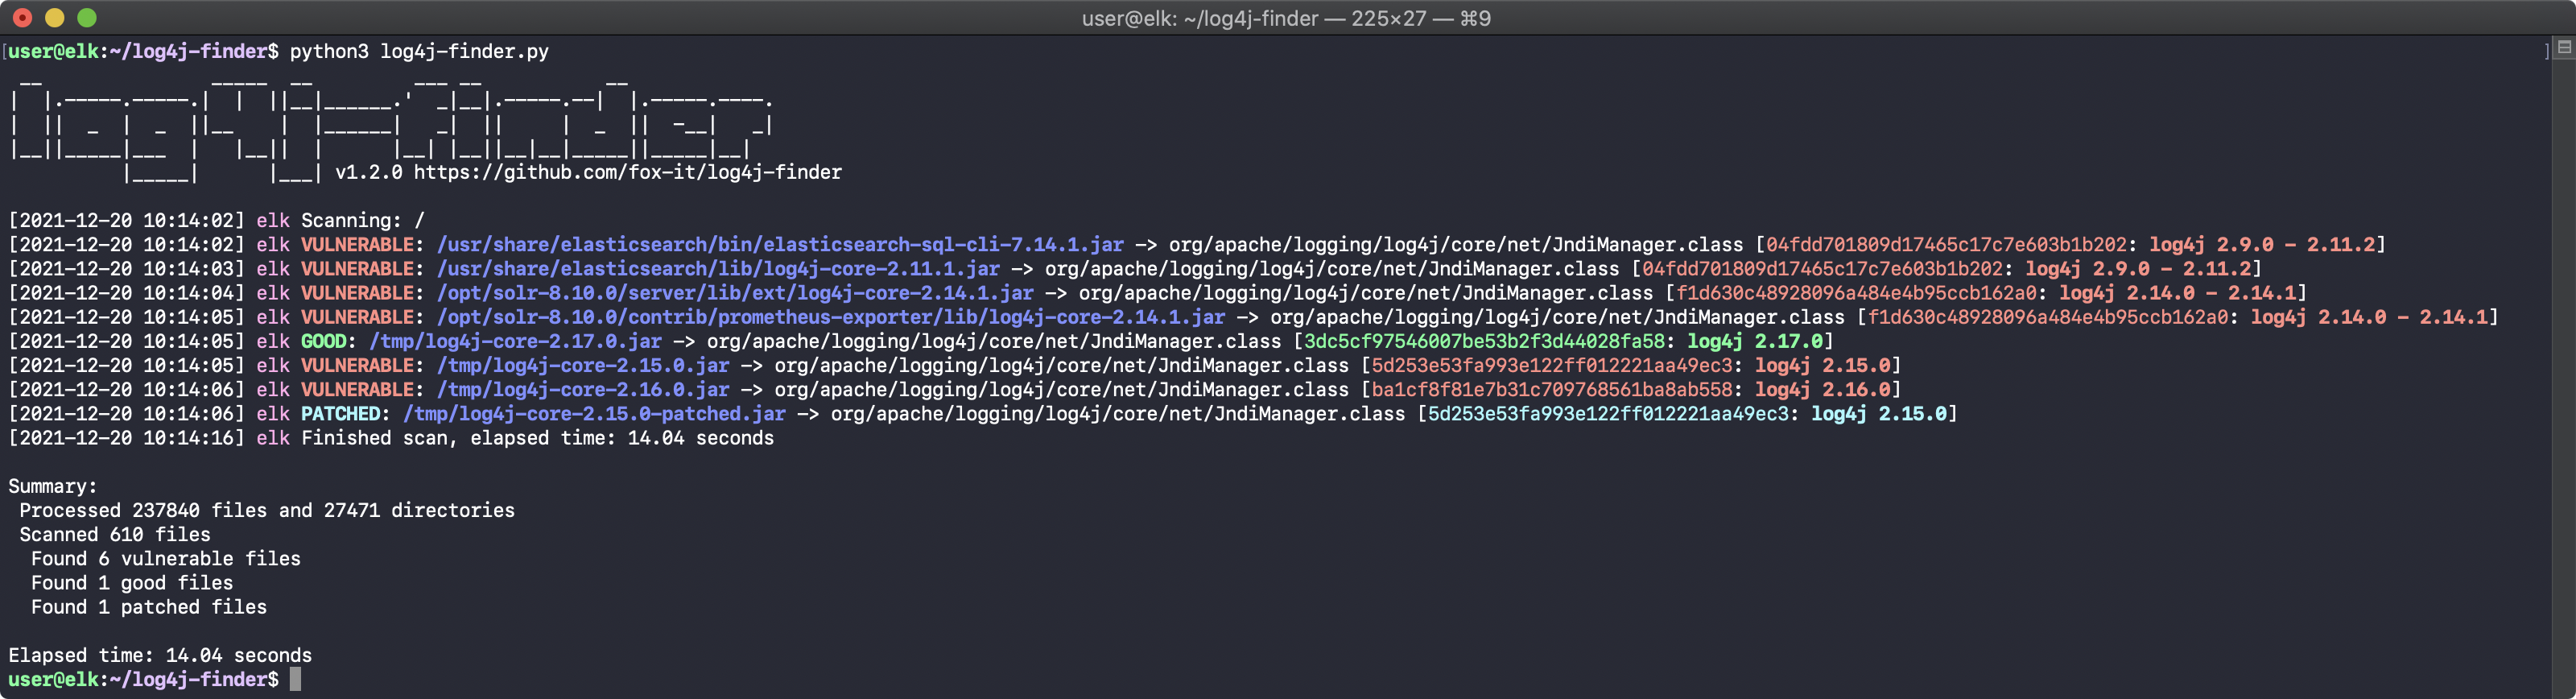 user@elk: ~/log4j-finder — 225×27 — ⌘9
[user@elk:~/log4j-finder$ python3 log4j-finder.py ]
log4j-finder
v1.2.0 https://github.com/fox-it/log4j-finder
[2021-12-20 10:14:02] elk Scanning: /
[2021-12-20 10:14:02] elk VULNERABLE: /usr/share/elasticsearch/bin/elasticsearch-sql-cli-7.14.1.jar -> org/apache/logging/log4j/core/net/JndiManager.class [04fdd701809d17465c17c7e603b1b202: log4j 2.9.0 - 2.11.2]
[2021-12-20 10:14:03] elk VULNERABLE: /usr/share/elasticsearch/lib/log4j-core-2.11.1.jar -> org/apache/logging/log4j/core/net/JndiManager.class [04fdd701809d17465c17c7e603b1b202: log4j 2.9.0 - 2.11.2]
[2021-12-20 10:14:04] elk VULNERABLE: /opt/solr-8.10.0/server/lib/ext/log4j-core-2.14.1.jar -> org/apache/logging/log4j/core/net/JndiManager.class [f1d630c48928096a484e4b95ccb162a0: log4j 2.14.0 - 2.14.1]
[2021-12-20 10:14:05] elk VULNERABLE: /opt/solr-8.10.0/contrib/prometheus-exporter/lib/log4j-core-2.14.1.jar -> org/apache/logging/log4j/core/net/JndiManager.class [f1d630c48928096a484e4b95ccb162a0: log4j 2.14.0 - 2.14.1]
[2021-12-20 10:14:05] elk GOOD: /tmp/log4j-core-2.17.0.jar -> org/apache/logging/log4j/core/net/JndiManager.class [3dc5cf97546007be53b2f3d44028fa58: log4j 2.17.0]
[2021-12-20 10:14:05] elk VULNERABLE: /tmp/log4j-core-2.15.0.jar -> org/apache/logging/log4j/core/net/JndiManager.class [5d253e53fa993e122ff012221aa49ec3: log4j 2.15.0]
[2021-12-20 10:14:06] elk VULNERABLE: /tmp/log4j-core-2.16.0.jar -> org/apache/logging/log4j/core/net/JndiManager.class [ba1cf8f81e7b31c709768561ba8ab558: log4j 2.16.0]
[2021-12-20 10:14:06] elk PATCHED: /tmp/log4j-core-2.15.0-patched.jar -> org/apache/logging/log4j/core/net/JndiManager.class [5d253e53fa993e122ff012221aa49ec3: log4j 2.15.0]
[2021-12-20 10:14:16] elk Finished scan, elapsed time: 14.04 seconds
Summary:
Processed 237840 files and 27471 directories
Scanned 610 files
Found 6 vulnerable files
Found 1 good files
Found 1 patched files
Elapsed time: 14.04 seconds
user@elk:~/log4j-finder$